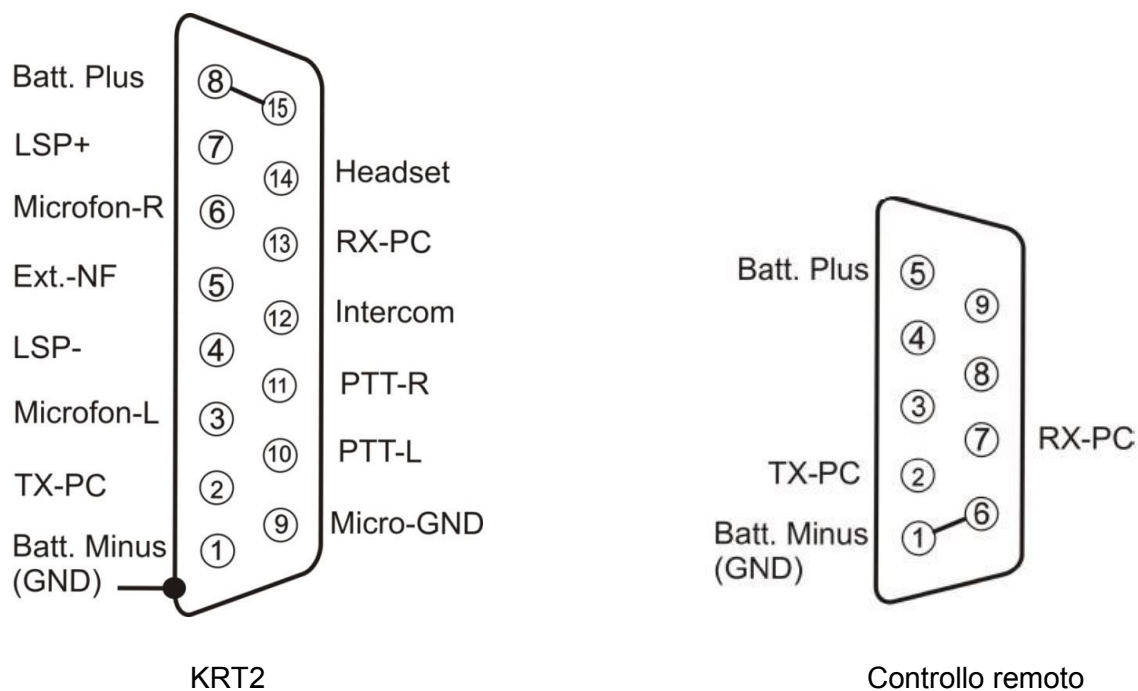 Batt. Plus
8
15
LSP+
7
14
Headset
Microfon-R
6
13
RX-PC
Ext.-NF
5
12
Intercom
LSP-
4
11
PTT-R
Microfon-L
3
10
PTT-L
TX-PC
2
9
Micro-GND
Batt. Minus
(GND)
1
KRT2
Batt. Plus
5
9
4
8
3
7
RX-PC
TX-PC
2
6
Batt. Minus
(GND)
1
Controllo remoto